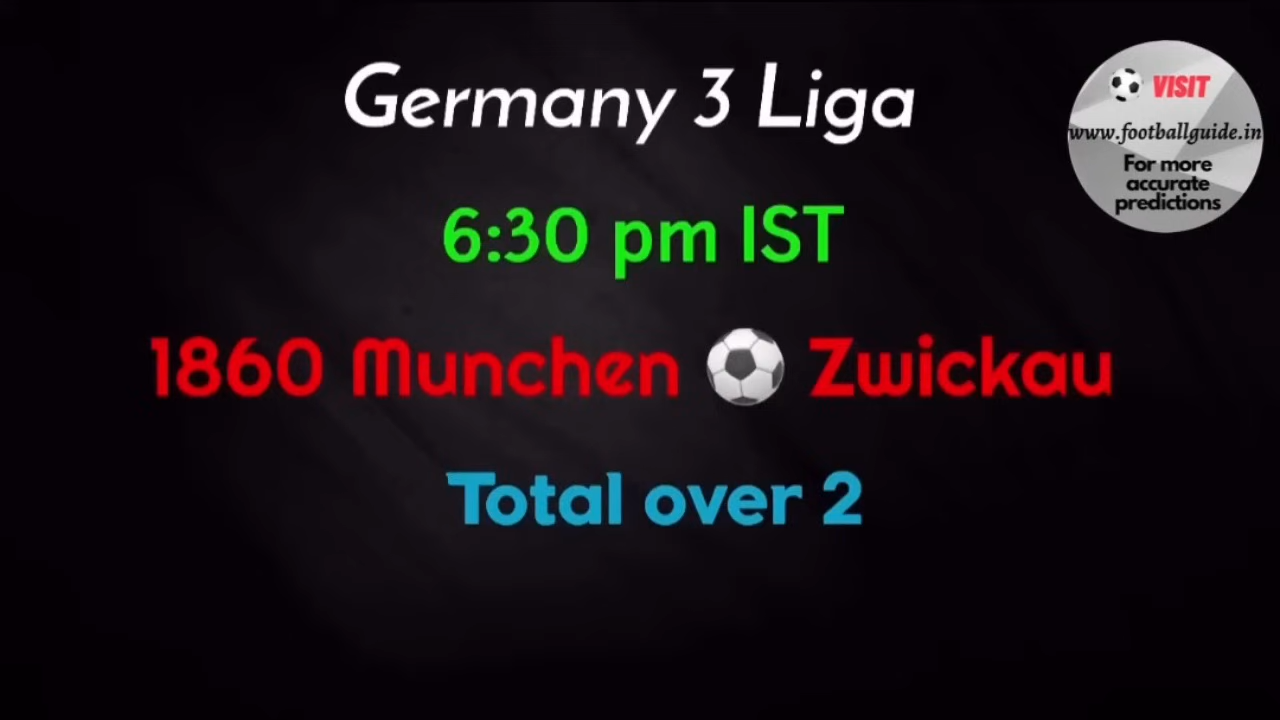 Germany 3 Liga
6:30 pm IST
1860 Munchen Zwickau
Total over 2
VISIT
www.footballguide.in
For more
accurate
predictions